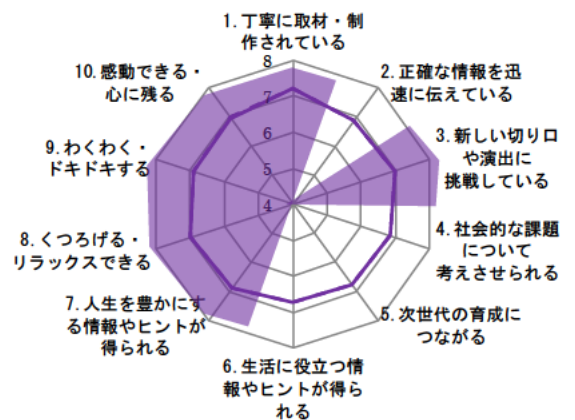 1.丁寧に取材・制
作されている
2.正確な情報を迅
速に伝えている
3.新しい切り口
や演出に
挑戦している
4.社会的な課題
について
考えさせられる
5.次世代の育成に
つながる
6.生活に役立つ情
報やヒントが得ら
れる
7.人生を豊かにす
る情報やヒントが
得られる
8.くつろげる・
リラックスできる
9.わくわく・
ドキドキする
10.感動できる・
心に残る
8
7
6
5
4